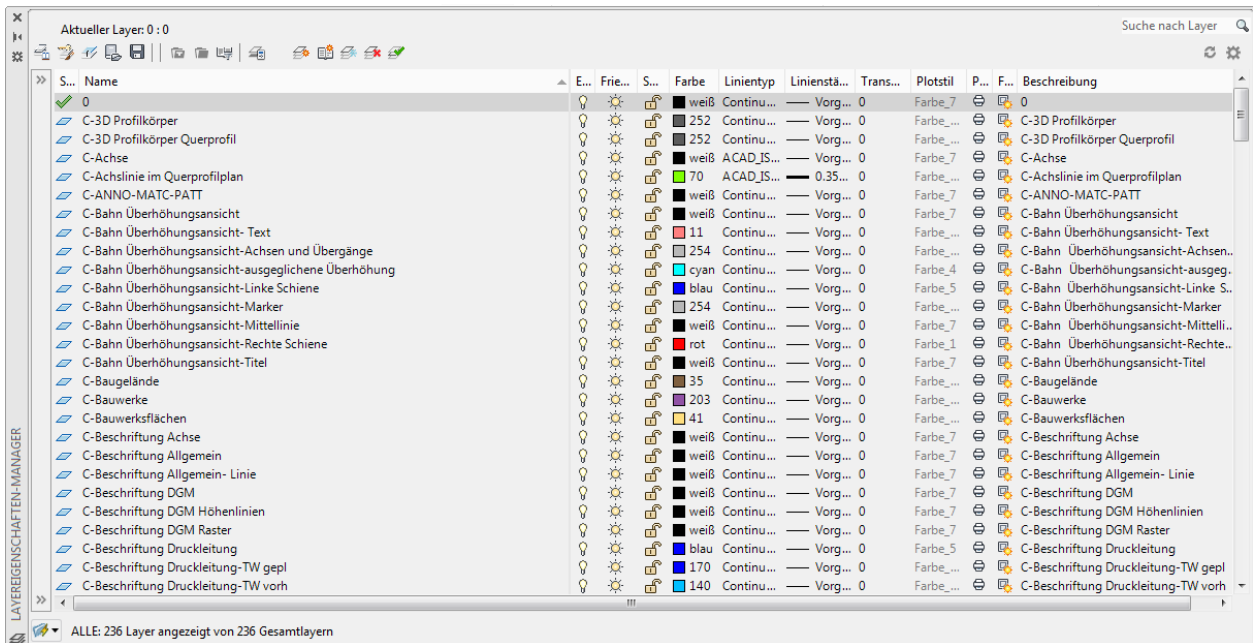 Aktueller Layer: 0 : 0
Suche nach Layer
S... Name E... Frie... S... Farbe Linientyp Linienstä... Trans... Plotstil P... F... Beschreibung
0 weiß Continu... Vorg... 0 Farbe_7 0
C-3D Profilkörper 252 Continu... Vorg... 0 Farbe_... C-3D Profilkörper
C-3D Profilkörper Querprofil 252 Continu... Vorg... 0 Farbe_... C-3D Profilkörper Querprofil
C-Achse weiß ACAD_IS... Vorg... 0 Farbe_7 C-Achse
C-Achslinie im Querprofilplan 70 ACAD_IS... 0.35... 0 Farbe_... C-Achslinie im Querprofilplan
C-ANNO-MATC-PATT weiß Continu... Vorg... 0 Farbe_7 C-ANNO-MATC-PATT
C-Bahn Überhöhungsansicht weiß Continu... Vorg... 0 Farbe_7 C-Bahn Überhöhungsansicht
C-Bahn Überhöhungsansicht- Text 11 Continu... Vorg... 0 Farbe_... C-Bahn Überhöhungsansicht- Text
C-Bahn Überhöhungsansicht-Achsen und Übergänge 254 Continu... Vorg... 0 Farbe_... C-Bahn Überhöhungsansicht-Achsen...
C-Bahn Überhöhungsansicht-ausgeglichene Überhöhung cyan Continu... Vorg... 0 Farbe_4 C-Bahn Überhöhungsansicht-ausgeg...
C-Bahn Überhöhungsansicht-Linke Schiene blau Continu... Vorg... 0 Farbe_5 C-Bahn Überhöhungsansicht-Linke S...
C-Bahn Überhöhungsansicht-Marker 254 Continu... Vorg... 0 Farbe_... C-Bahn Überhöhungsansicht-Marker
C-Bahn Überhöhungsansicht-Mittellinie weiß Continu... Vorg... 0 Farbe_7 C-Bahn Überhöhungsansicht-Mittelli...
C-Bahn Überhöhungsansicht-Rechte Schiene rot Continu... Vorg... 0 Farbe_1 C-Bahn Überhöhungsansicht-Rechte...
C-Bahn Überhöhungsansicht-Titel weiß Continu... Vorg... 0 Farbe_7 C-Bahn Überhöhungsansicht-Titel
C-Baugelände 35 Continu... Vorg... 0 Farbe_... C-Baugelände
C-Bauwerke 203 Continu... Vorg... 0 Farbe_... C-Bauwerke
C-Bauwerksflächen 41 Continu... Vorg... 0 Farbe_... C-Bauwerksflächen
C-Beschriftung Achse weiß Continu... Vorg... 0 Farbe_7 C-Beschriftung Achse
C-Beschriftung Allgemein weiß Continu... Vorg... 0 Farbe_7 C-Beschriftung Allgemein
C-Beschriftung Allgemein- Linie weiß Continu... Vorg... 0 Farbe_7 C-Beschriftung Allgemein- Linie
C-Beschriftung DGM weiß Continu... Vorg... 0 Farbe_7 C-Beschriftung DGM
C-Beschriftung DGM Höhenlinien weiß Continu... Vorg... 0 Farbe_7 C-Beschriftung DGM Höhenlinien
C-Beschriftung DGM Raster weiß Continu... Vorg... 0 Farbe_7 C-Beschriftung DGM Raster
C-Beschriftung Druckleitung blau Continu... Vorg... 0 Farbe_5 C-Beschriftung Druckleitung
C-Beschriftung Druckleitung-TW gepl 170 Continu... Vorg... 0 Farbe_... C-Beschriftung Druckleitung-TW gepl
C-Beschriftung Druckleitung-TW vorh 140 Continu... Vorg... 0 Farbe_... C-Beschriftung Druckleitung-TW vorh
LAYEREIGENSCHAFTEN-MANAGER
ALLE: 236 Layer angezeigt von 236 Gesamtlayern